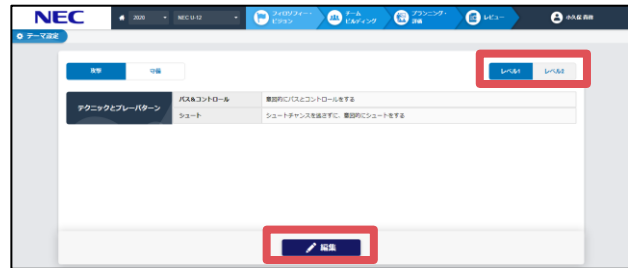 NEC 2020 NEC U-12 フィロソフィー・ビジョン チームビルディング プランニング・評価 レビュー
テーマ設定
攻撃 守備 レベル1 レベル2
テクニックとプレーパターン
パス&コントロール 意図的にパスとコントロールをする
シュート シュートチャンスを逃さずに、意図的にシュートをする
編集